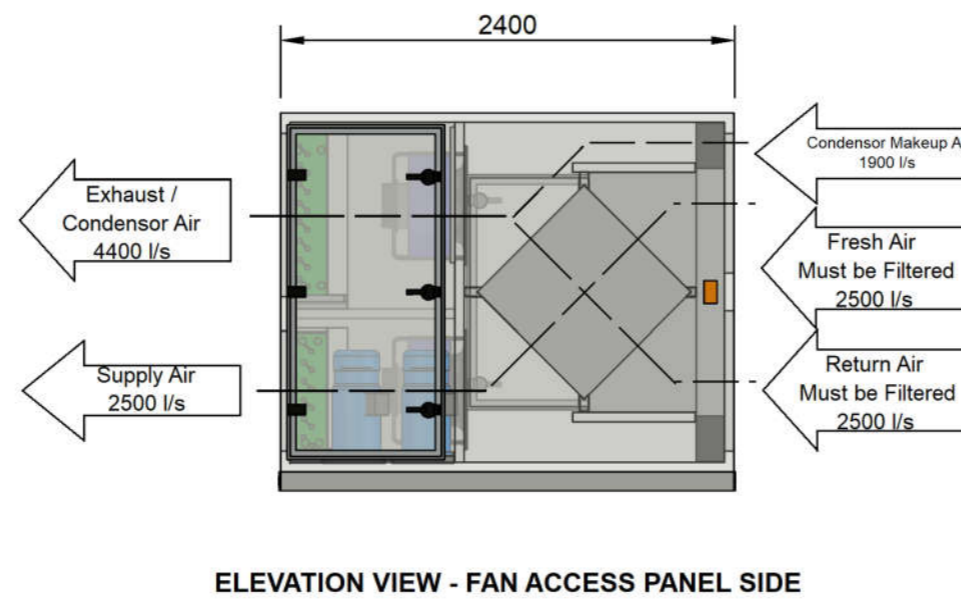 2400
Exhaust /
Condensor Air
4400 l/s
Supply Air
2500 l/s
Condensor Makeup A
1900 l/s
Fresh Air
Must be Filtered
2500 l/s
Return Air
Must be Filtered
2500 l/s
ELEVATION VIEW - FAN ACCESS PANEL SIDE